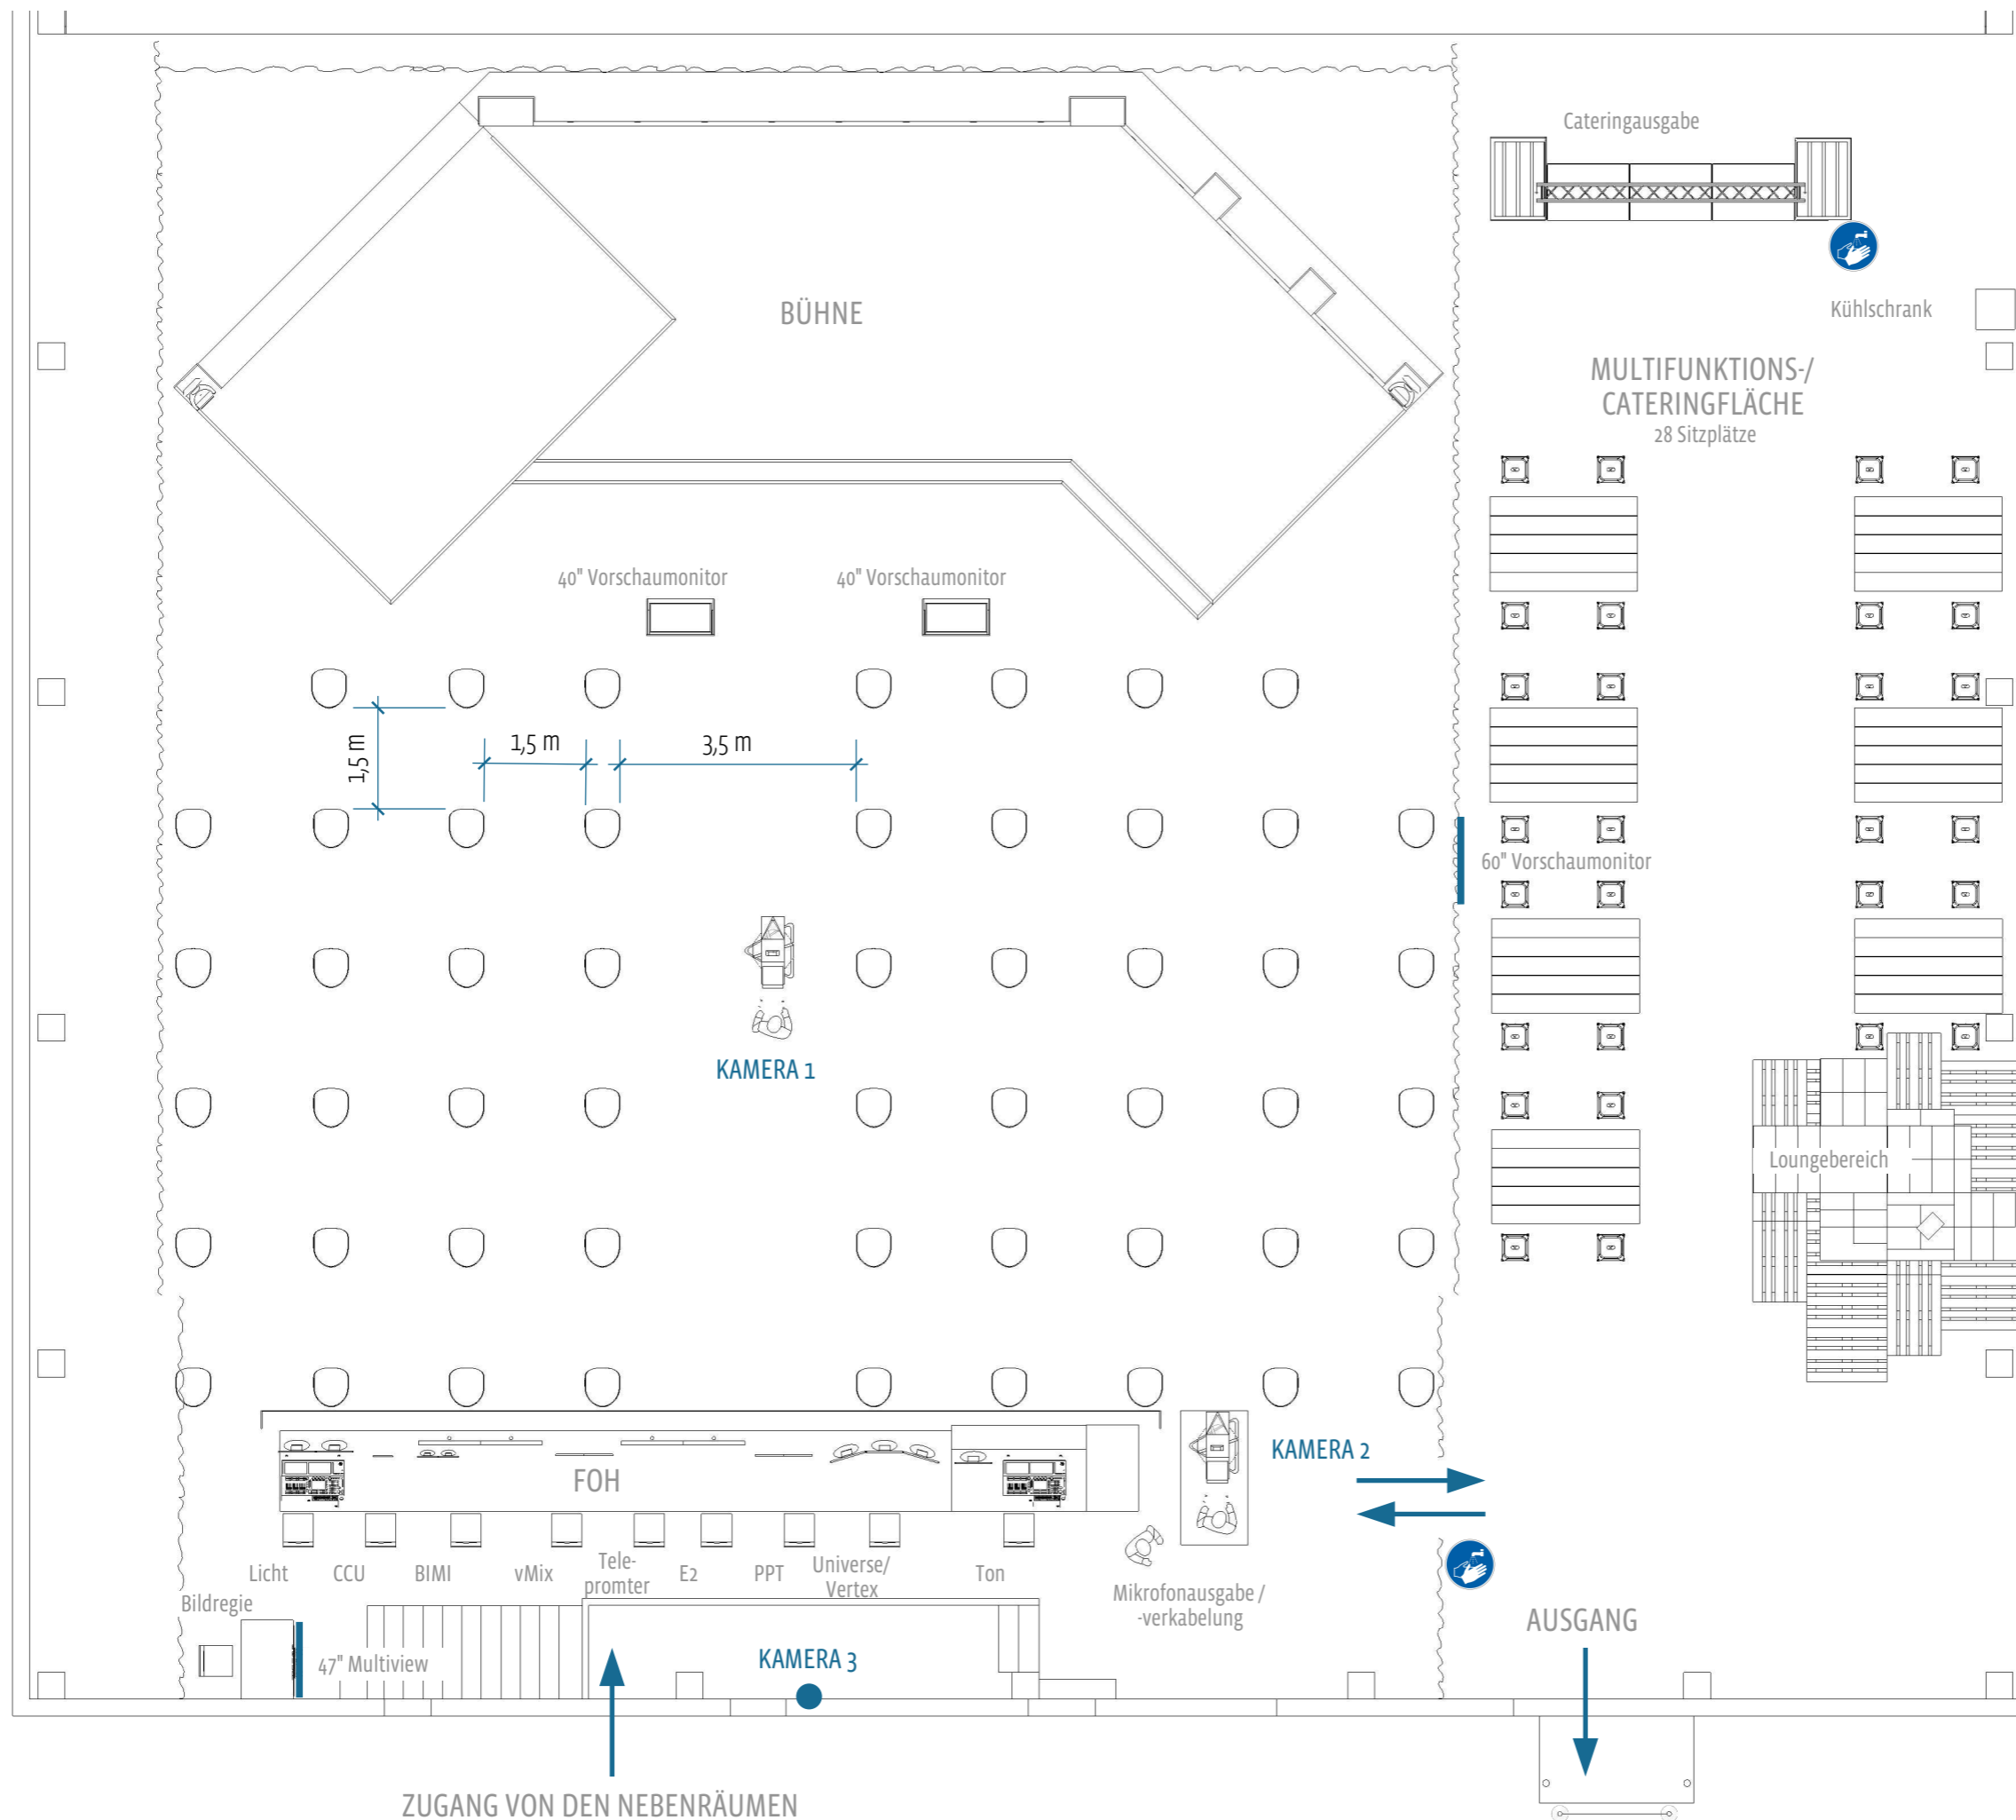 Cateringausgabe
BÜHNE
Kühlschrank
MULTIFUNKTIONS-/
CATERINGFLÄCHE
28 Sitzplätze
40" Vorschaumonitor
40" Vorschaumonitor
1,5 m
1,5 m
3,5 m
60" Vorschaumonitor
KAMERA 1
Loungebereich
KAMERA 2
FOH
Licht
CCU
BIMI
vMix
Tele-
promter
E2
PPT
Universe/
Vertex
Ton
Mikrofonausgabe /
-verkabelung
Bildregie
47" Multiview
KAMERA 3
AUSGANG
ZUGANG VON DEN NEBENRÄUMEN